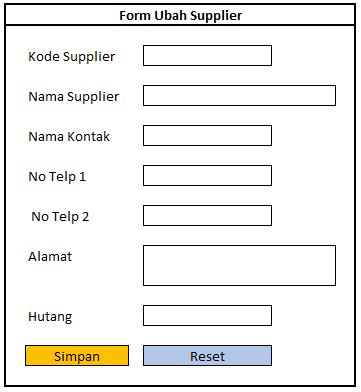 Form Ubah Supplier
Kode Supplier
Nama Supplier
Nama Kontak
No Telp 1
No Telp 2
Alamat
Hutang
Simpan Reset